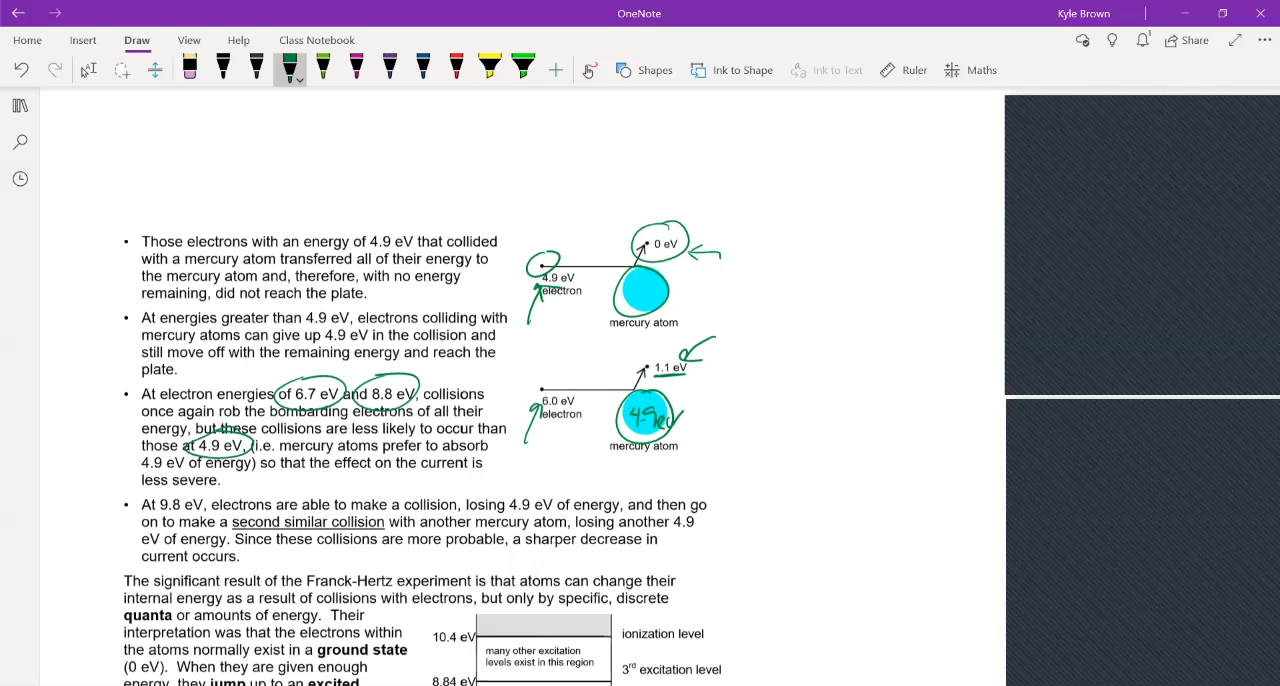 OneNote
Kyle Brown
Home Insert Draw View Help Class Notebook
Share
Shapes Ink to Shape Ink to Text Ruler Maths
• Those electrons with an energy of 4.9 eV that collided
with a mercury atom transferred all of their energy to
the mercury atom and, therefore, with no energy
remaining, did not reach the plate.
0 eV
4.9 eV
electron
mercury atom
• At energies greater than 4.9 eV, electrons colliding with
mercury atoms can give up 4.9 eV in the collision and
still move off with the remaining energy and reach the
plate.
1.1 eV
6.0 eV
electron
4.9 eV
mercury atom
• At electron energies of 6.7 eV and 8.8 eV, collisions
once again rob the bombarding electrons of all their
energy, but these collisions are less likely to occur than
those at 4.9 eV, (i.e. mercury atoms prefer to absorb
4.9 eV of energy) so that the effect on the current is
less severe.
• At 9.8 eV, electrons are able to make a collision, losing 4.9 eV of energy, and then go
on to make a second similar collision with another mercury atom, losing another 4.9
eV of energy. Since these collisions are more probable, a sharper decrease in
current occurs.
The significant result of the Franck-Hertz experiment is that atoms can change their
internal energy as a result of collisions with electrons, but only by specific, discrete
quanta or amounts of energy. Their
interpretation was that the electrons within
the atoms normally exist in a ground state
(0 eV). When they are given enough
energy, they jump up to an excited
10.4 eV
ionization level
many other excitation
levels exist in this region
3rd excitation level
8.84 eV